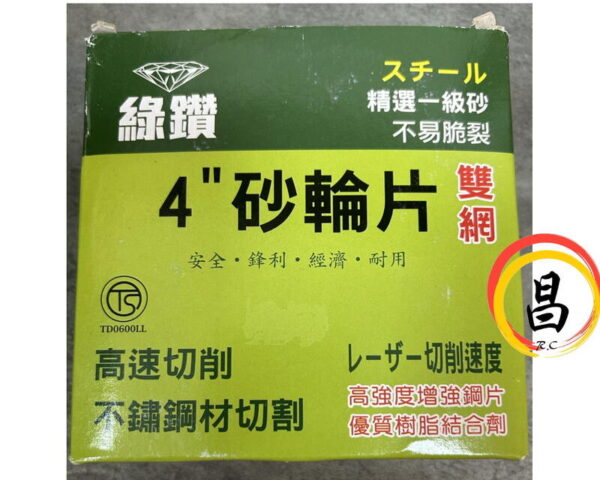 綠鑽
スチール
精選一級砂
不易脆裂
4"砂輪片
雙網
安全・鋒利・經濟・耐用
TS
TD0600LL
高速切削
不鏽鋼材切割
レーザー切削速度
高強度增強鋼片
優質樹脂結合劑
昌
R.C